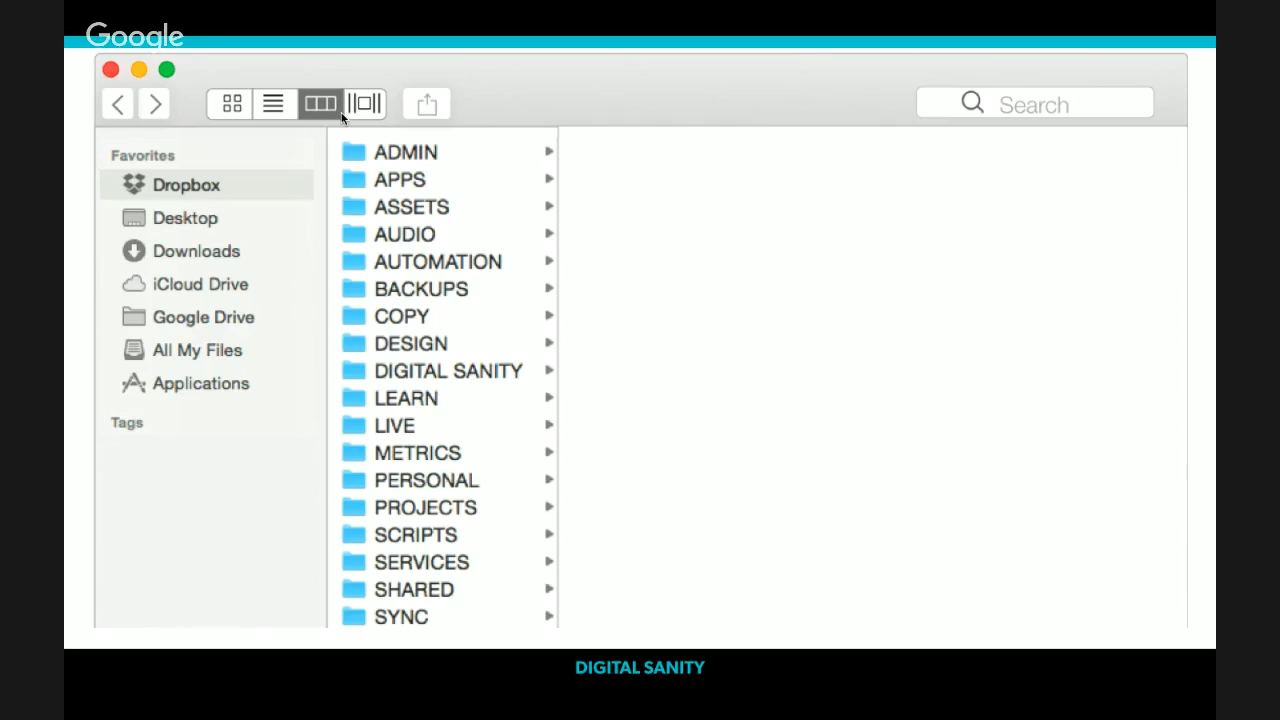 Google
Search
Favorites
Dropbox
Desktop
Downloads
iCloud Drive
Google Drive
All My Files
Applications
Tags
ADMIN
APPS
ASSETS
AUDIO
AUTOMATION
BACKUPS
COPY
DESIGN
DIGITAL SANITY
LEARN
LIVE
METRICS
PERSONAL
PROJECTS
SCRIPTS
SERVICES
SHARED
SYNC
DIGITAL SANITY